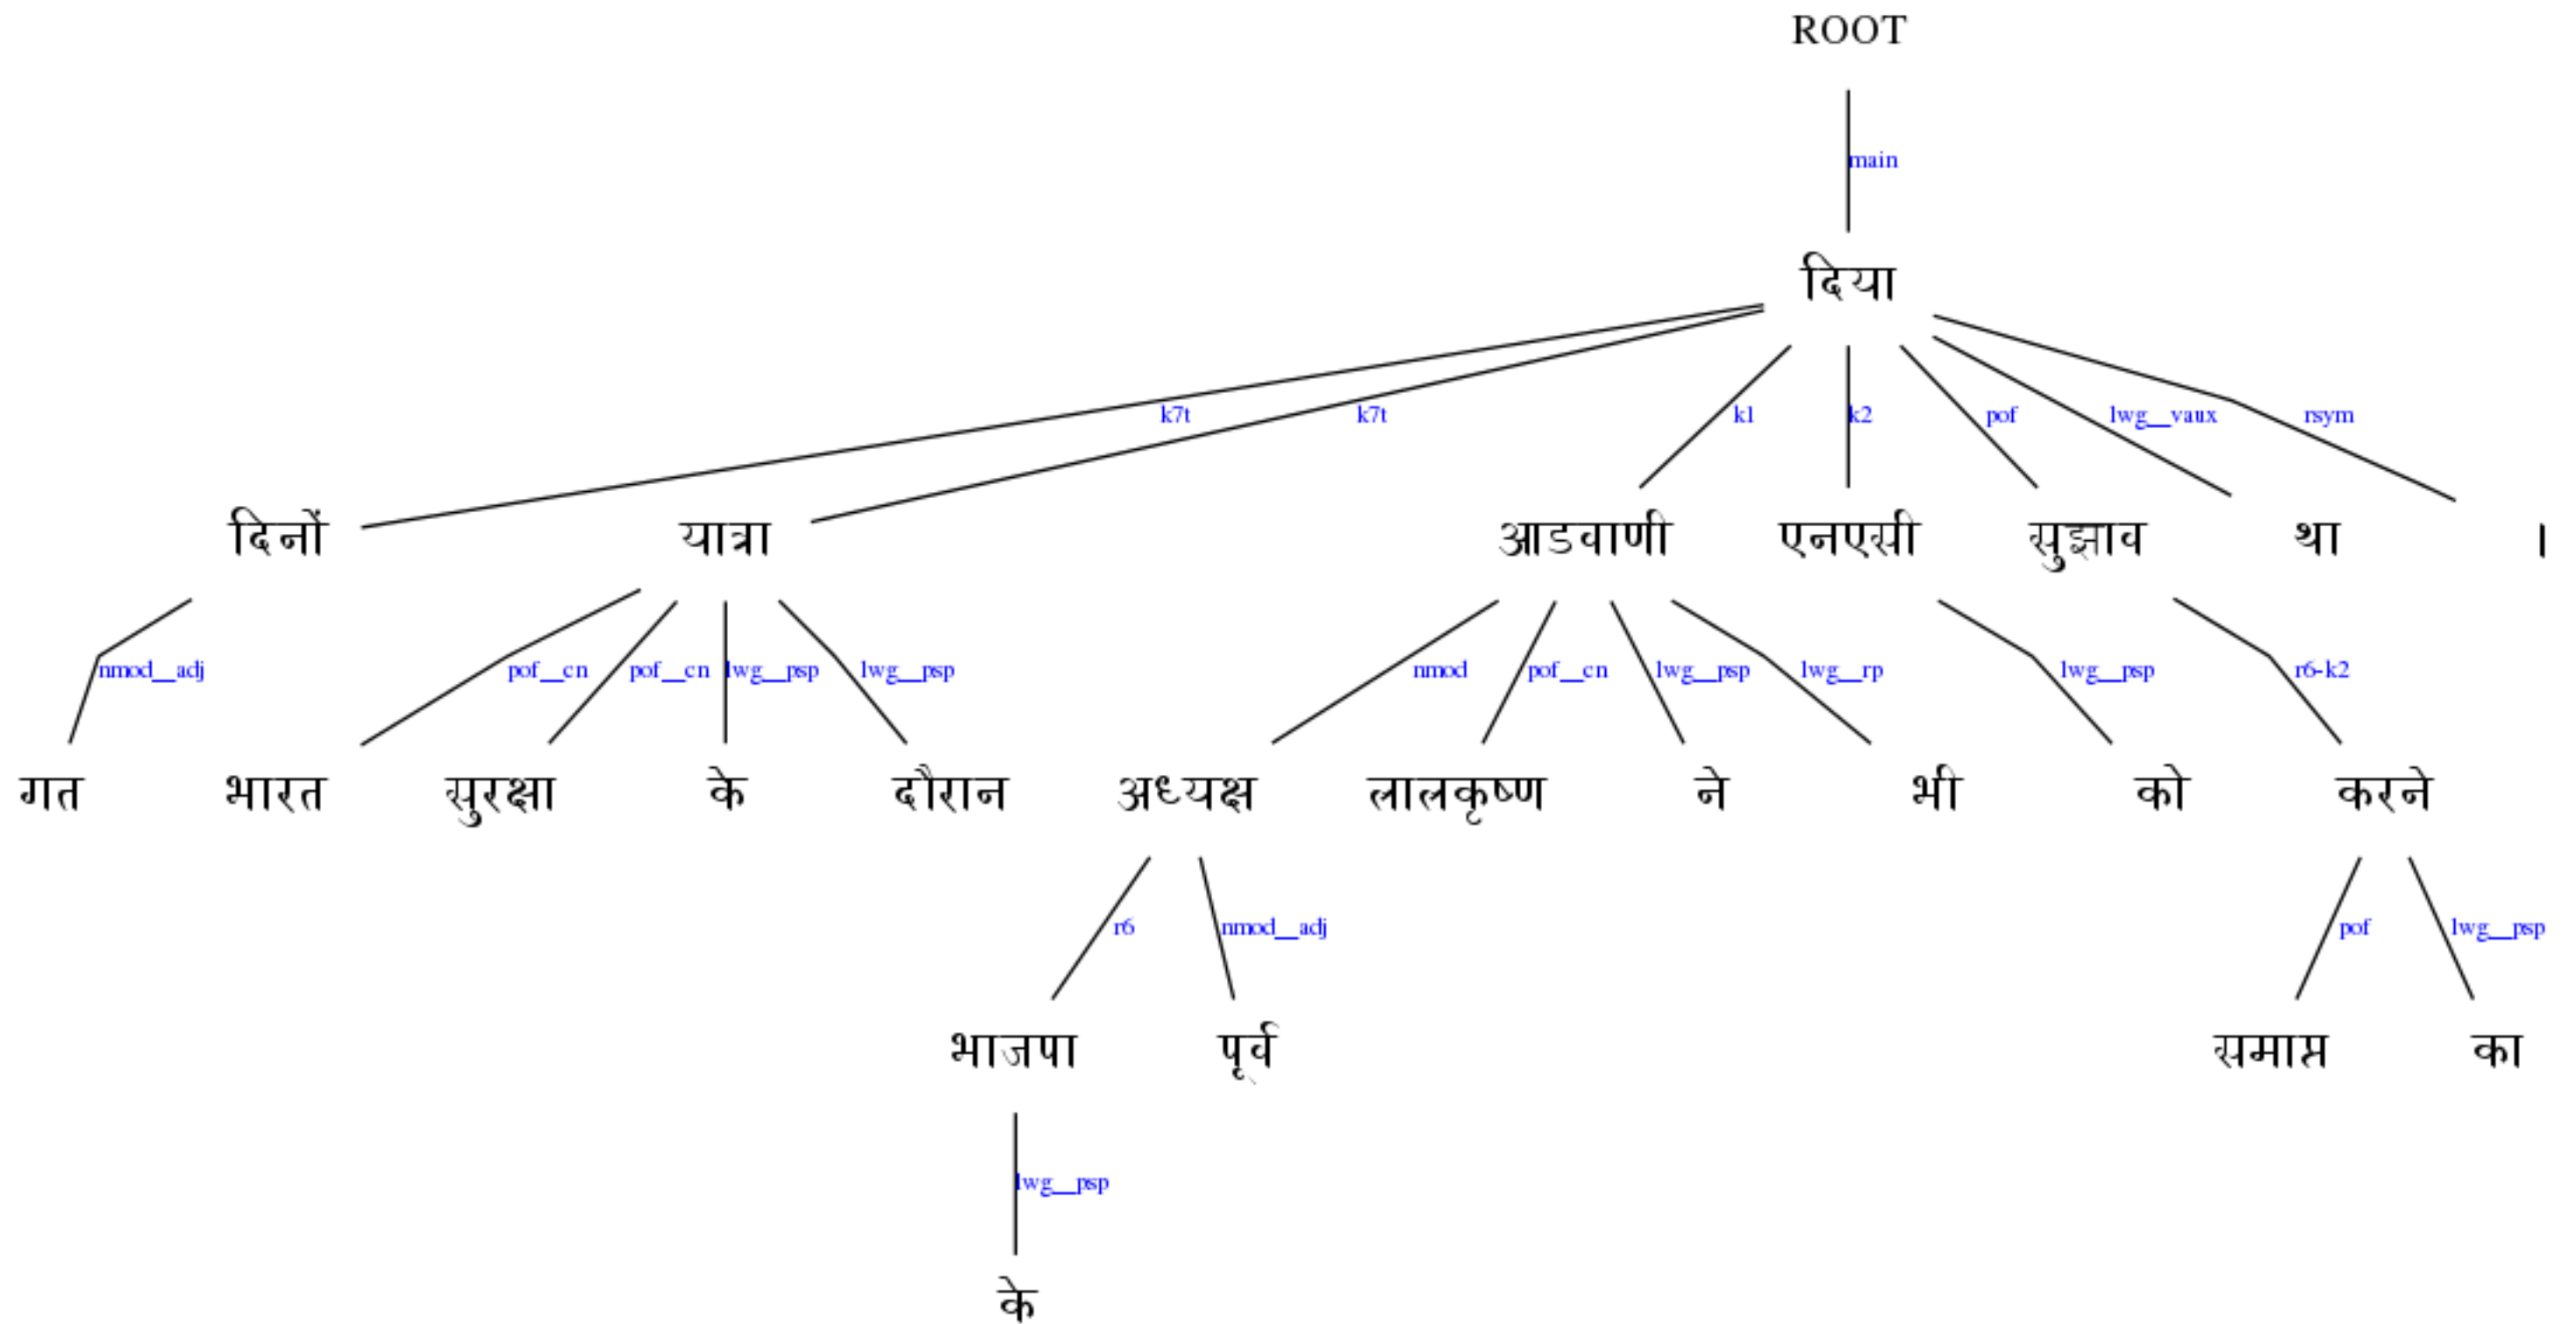 ROOT
main
दिया
k7t k7t k1 k2 pof lwg__vaux rsym
दिनों यात्रा आडवाणी एनएसी सुझाव था ।
nmod__adj pof__cn pof__cn lwg__psp lwg__psp nmod pof__cn lwg__psp lwg__rp lwg__psp r6-k2
गत भारत सुरक्षा के दौरान अध्यक्ष लालकृष्ण ने भी को करने
r6 nmod__adj pof lwg__psp
भाजपा पूर्व समाप्त का
lwg__psp
के